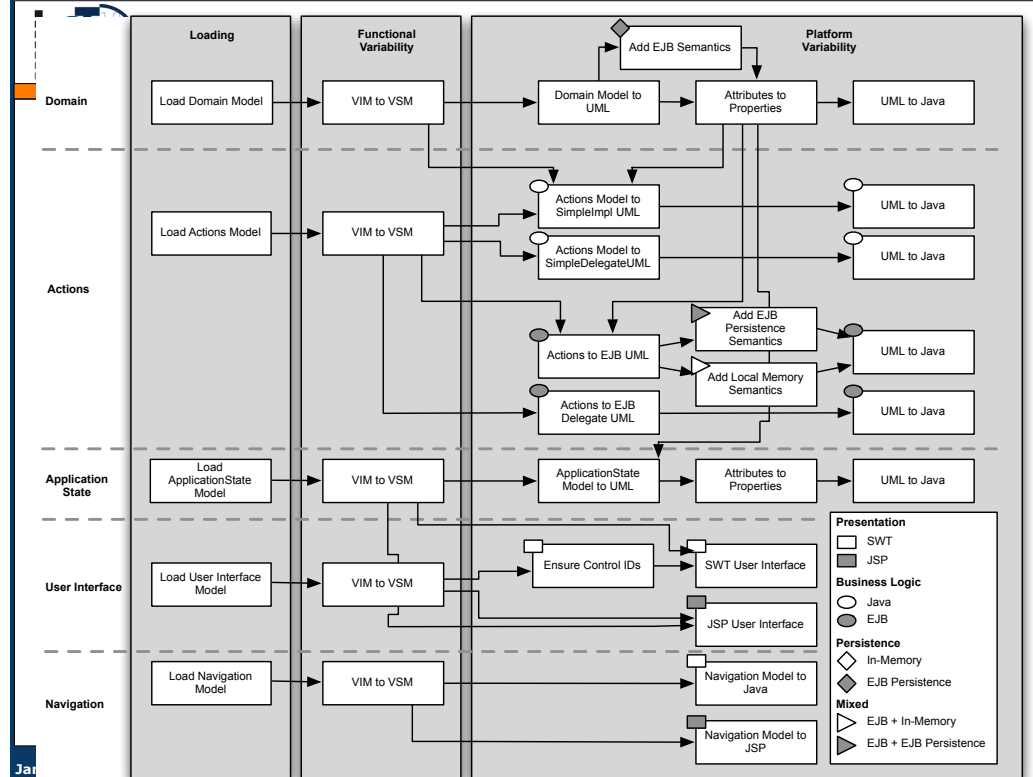 Loading
Functional
Variability
Platform
Variability
Add EJB Semantics
Domain
Load Domain Model
VIM to VSM
Domain Model to
UML
Attributes to
Properties
UML to Java
Actions
Load Actions Model
VIM to VSM
Actions Model to
SimpleImpl UML
UML to Java
Actions Model to
SimpleDelegateUML
UML to Java
Actions to EJB UML
Add EJB
Persistence
Semantics
Add Local Memory
Semantics
UML to Java
Actions to EJB
Delegate UML
UML to Java
Application
State
Load
ApplicationState
Model
VIM to VSM
ApplicationState
Model to UML
Attributes to
Properties
UML to Java
User Interface
Load User Interface
Model
VIM to VSM
Ensure Control IDs
SWT User Interface
JSP User Interface
Navigation
Load Navigation
Model
VIM to VSM
Navigation Model to
Java
Navigation Model to
JSP
Presentation
SWT
JSP
Business Logic
Java
EJB
Persistence
In-Memory
EJB Persistence
Mixed
EJB + In-Memory
EJB + EJB Persistence
Jar